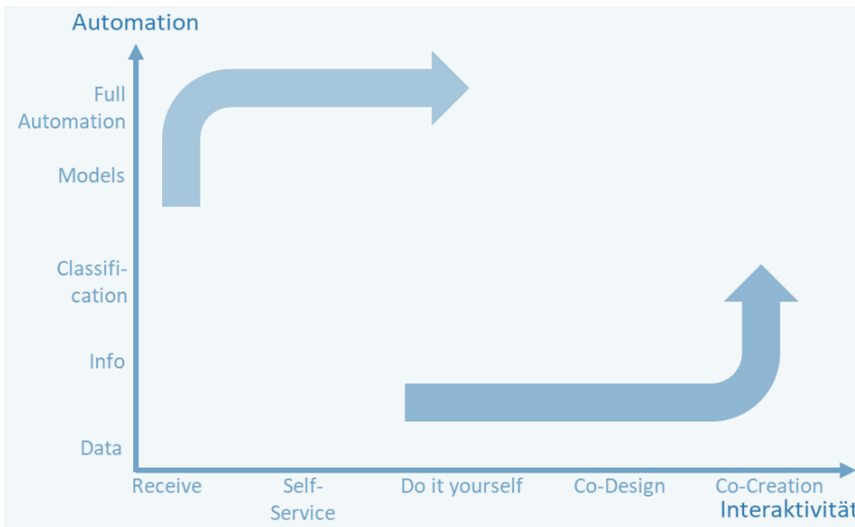 Automation
Full
Automation
Models
Classifi-
cation
Info
Data
Receive
Self-
Service
Do it yourself
Co-Design
Co-Creation
Interaktivität